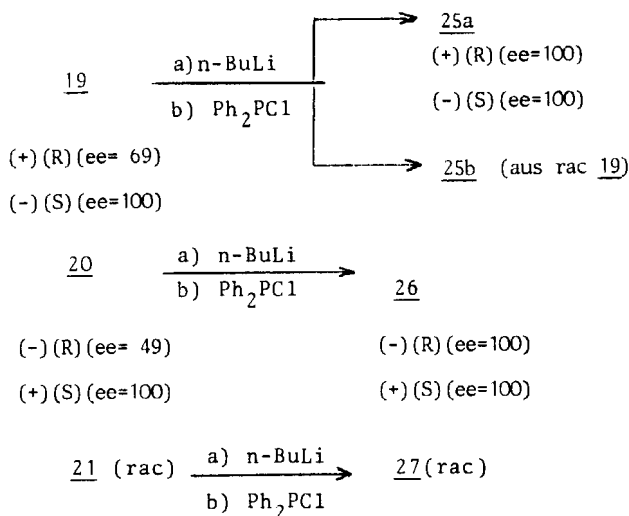 19 a)n-BuLi
b) Ph₂PCl
25a
(+)(R)(ee=100)
(-)(S)(ee=100)
25b (aus rac 19)
(+)(R)(ee= 69)
(-)(S)(ee=100)
20 a) n-BuLi
b) Ph₂PCl
26
(-)(R)(ee= 49)
(+)(S)(ee=100)
(-)(R)(ee=100)
(+)(S)(ee=100)
21 (rac) a) n-BuLi
b) Ph₂PCl
27(rac)